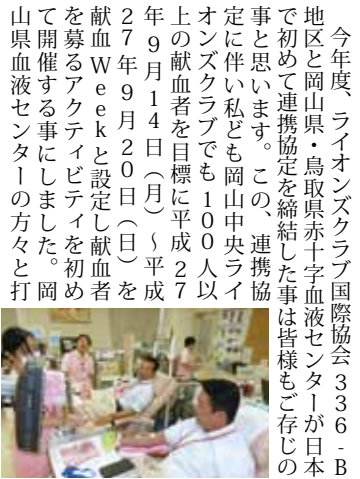 今年度、ライオンズクラブ国際協会336-B
地区と岡山県・鳥取県赤十字血液センターが日本
で初めて連携協定を締結した事は皆様もご存じの
事と思います。この、連携協
定に伴い私ども岡山中央ライ
オンズクラブでも100人以
上の献血者を目標に平成27
年9月14日(月)～平成
27年9月20日(日)を
献血Weekと設定し献血者
を募るアクティビティを初め
て開催する事にしました。岡
山県血液センターの方々と打